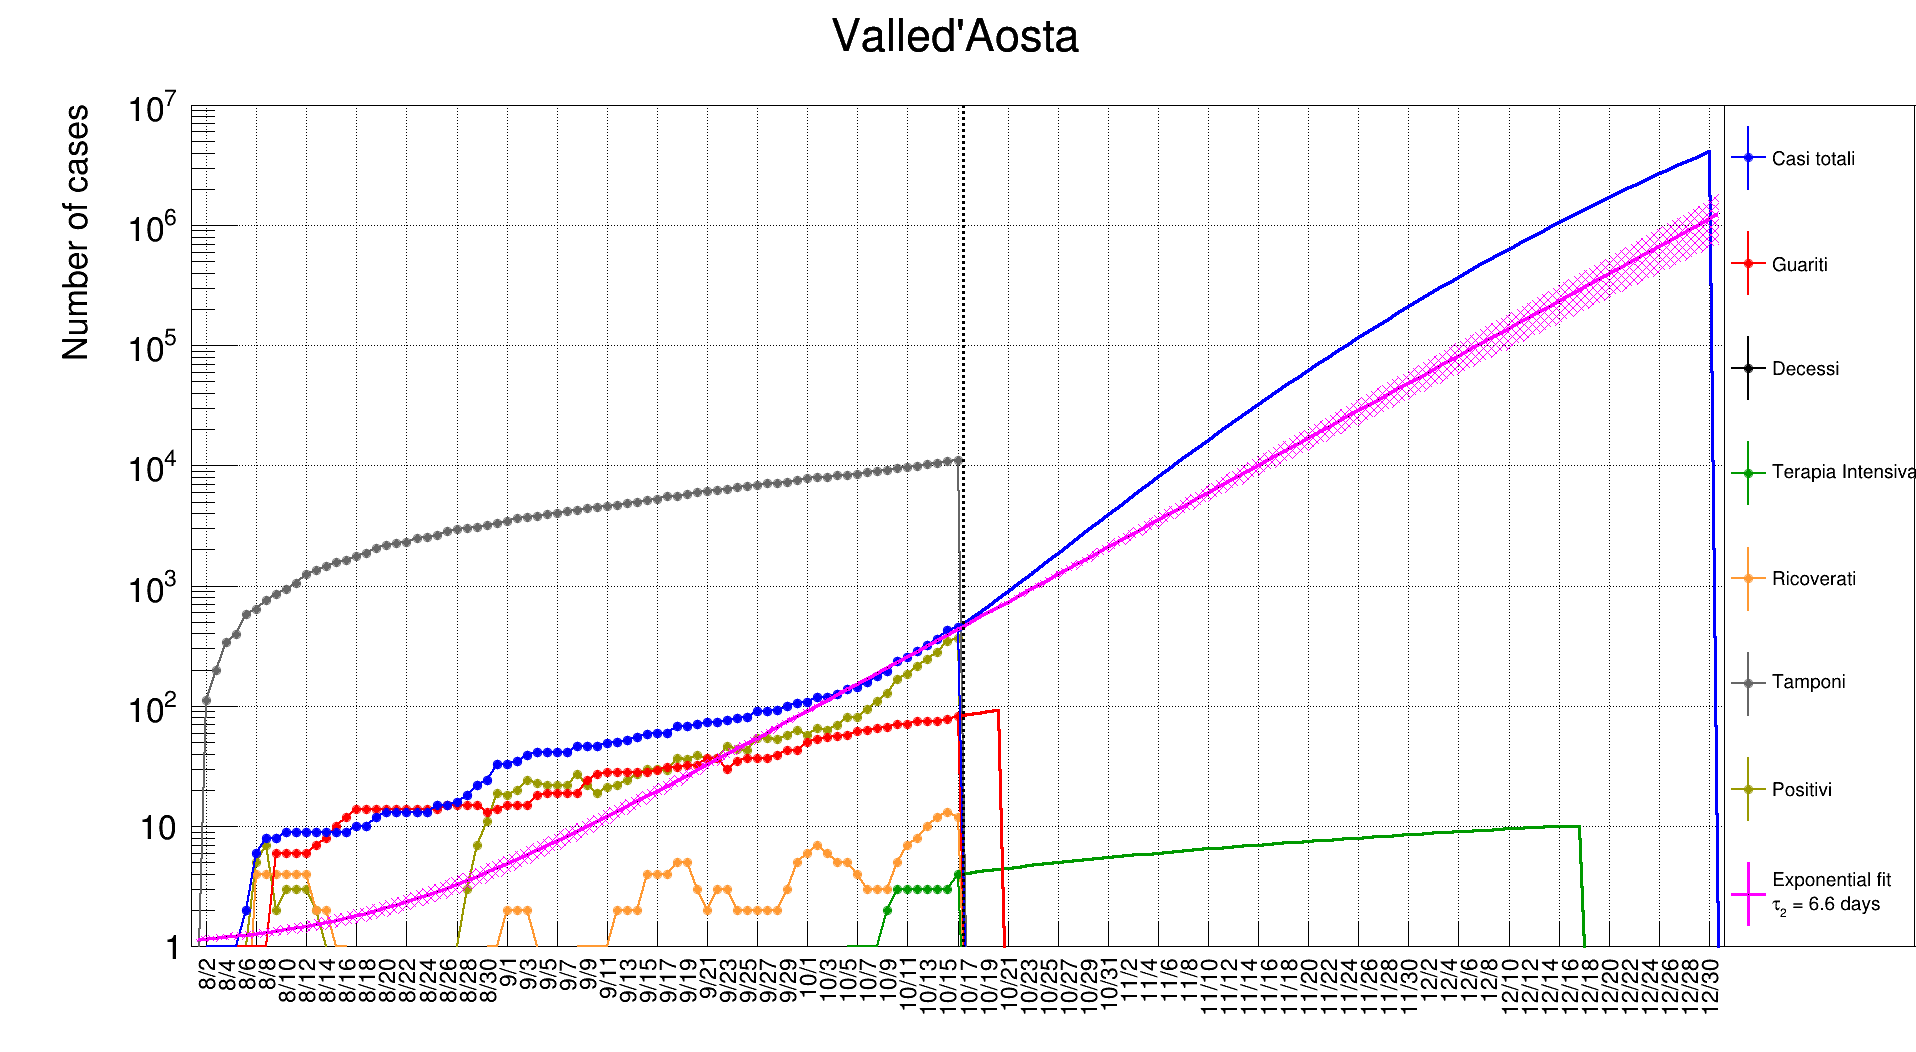 Valled'Aosta
Number of cases
10^7
10^6
10^5
10^4
10^3
10^2
10
1
8/2 8/4 8/6 8/8 8/10 8/12 8/14 8/16 8/18 8/20 8/22 8/24 8/26 8/28 8/30 9/1 9/3 9/5 9/7 9/9 9/11 9/13 9/15 9/17 9/19 9/21 9/23 9/25 9/27 9/29 10/1 10/3 10/5 10/7 10/9 10/11 10/13 10/15 10/17 10/19 10/21 10/23 10/25 10/27 10/29 10/31 11/2 11/4 11/6 11/8 11/10 11/12 11/14 11/16 11/18 11/20 11/22 11/24 11/26 11/28 11/30 12/2 12/4 12/6 12/8 12/10 12/12 12/14 12/16 12/18 12/20 12/22 12/24 12/26 12/28 12/30
Casi totali
Guariti
Decessi
Terapia Intensiva
Ricoverati
Tamponi
Positivi
Exponential fit
τ₂ = 6.6 days